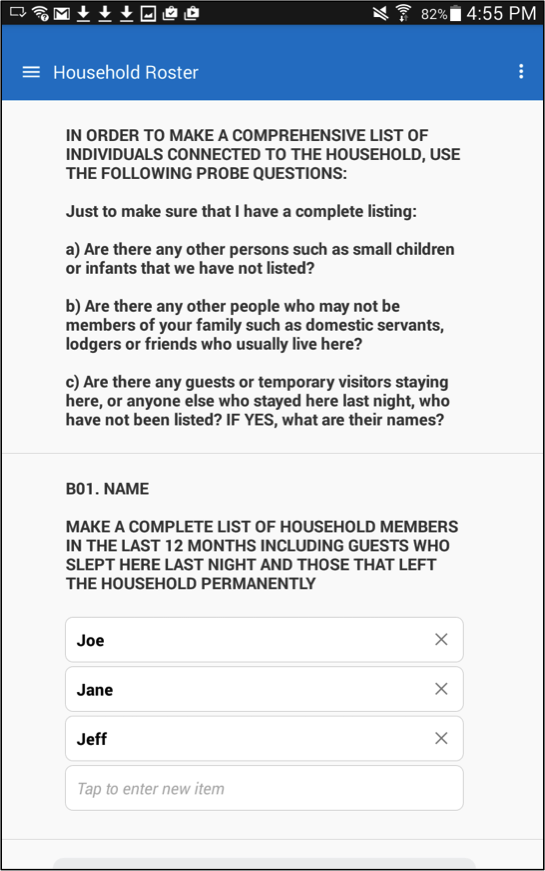 82% 4:55 PM
Household Roster
IN ORDER TO MAKE A COMPREHENSIVE LIST OF
INDIVIDUALS CONNECTED TO THE HOUSEHOLD, USE
THE FOLLOWING PROBE QUESTIONS:
Just to make sure that I have a complete listing:
a) Are there any other persons such as small children
or infants that we have not listed?
b) Are there any other people who may not be
members of your family such as domestic servants,
lodgers or friends who usually live here?
c) Are there any guests or temporary visitors staying
here, or anyone else who stayed here last night, who
have not been listed? IF YES, what are their names?
B01. NAME
MAKE A COMPLETE LIST OF HOUSEHOLD MEMBERS
IN THE LAST 12 MONTHS INCLUDING GUESTS WHO
SLEPT HERE LAST NIGHT AND THOSE THAT LEFT
THE HOUSEHOLD PERMANENTLY
Joe
Jane
Jeff
Tap to enter new item